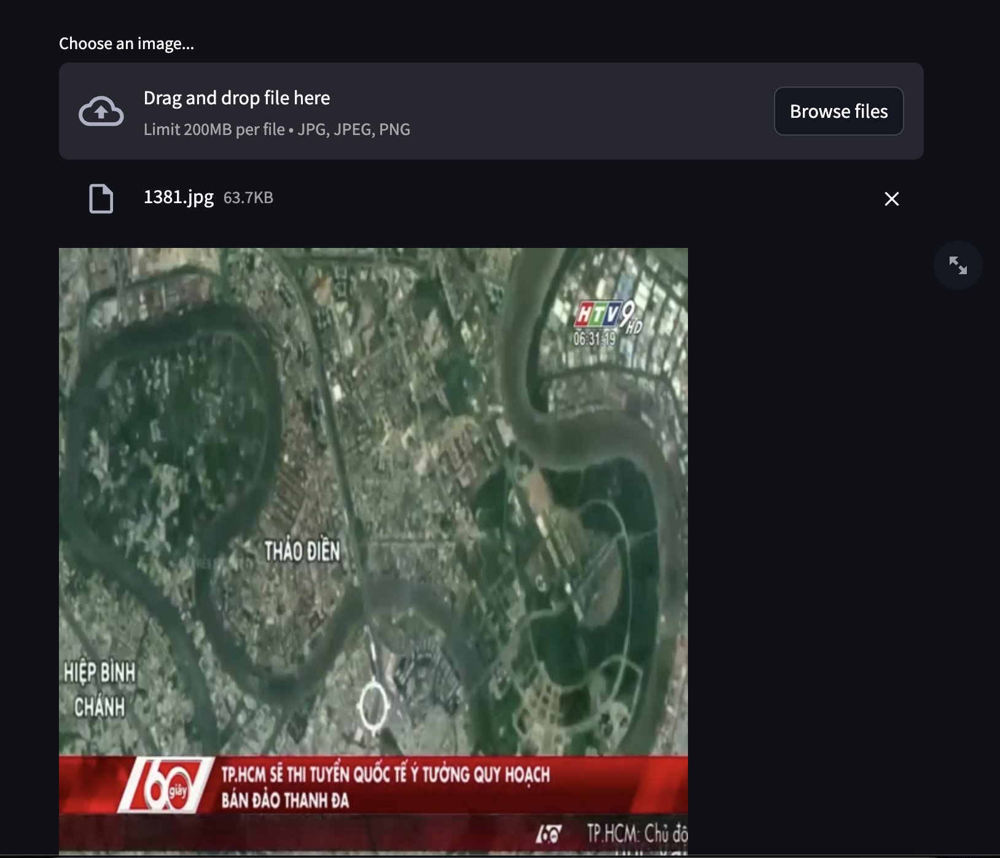 Choose an image...
Drag and drop file here
Limit 200MB per file • JPG, JPEG, PNG
Browse files
1381.jpg 63.7KB
HTV9
HD
06:31:19
THẢO ĐIỀN
HIỆP BÌNH
CHÁNH
60 giây
TP.HCM SẼ THI TUYỂN QUỐC TẾ Ý TƯỞNG QUY HOẠCH
BÁN ĐẢO THANH ĐA
60 TP.HCM: Chủ độ